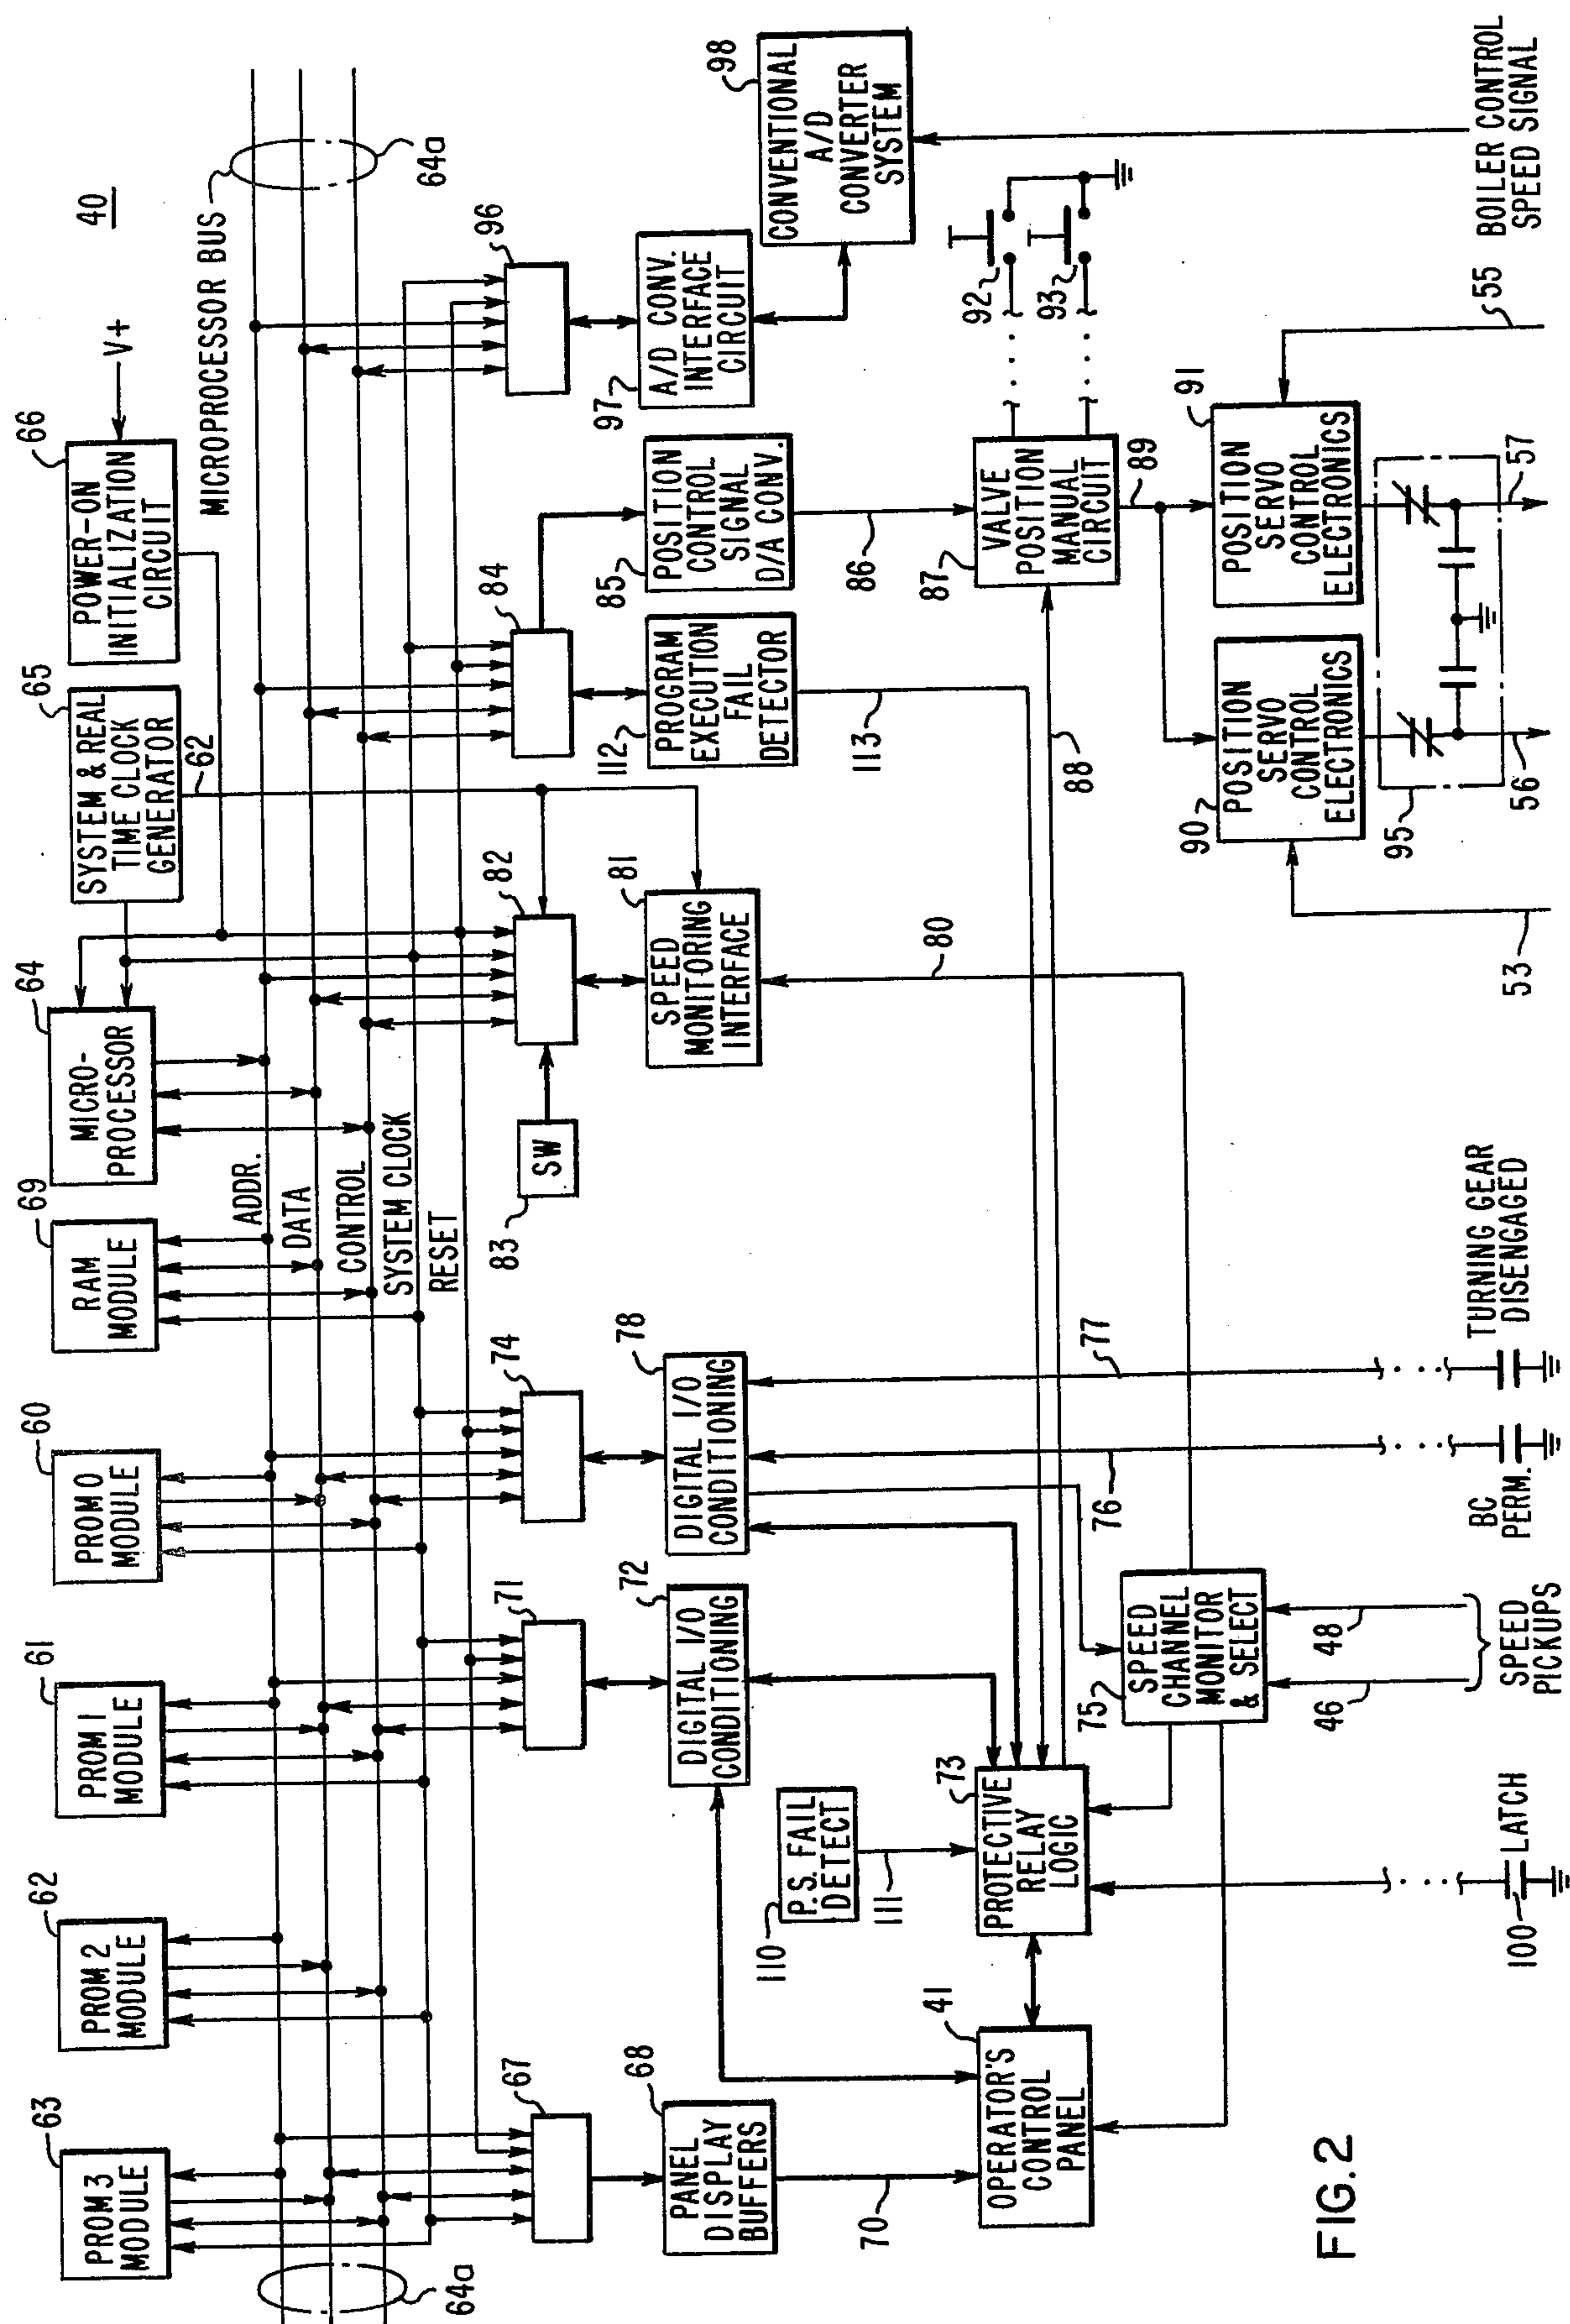 40
MICROPROCESSOR BUS
64a
V+
66
POWER-ON
INITIALIZATION
CIRCUIT
65
SYSTEM & REAL
TIME CLOCK
GENERATOR
62
64
MICRO-
PROCESSOR
69
RAM
MODULE
60
PROM 0
MODULE
61
PROM 1
MODULE
62
PROM 2
MODULE
63
PROM 3
MODULE
64a
ADDR.
DATA
CONTROL
SYSTEM CLOCK
RESET
67
71
74
82
84
96
83
SW
68
PANEL
DISPLAY
BUFFERS
70
72
DIGITAL I/O
CONDITIONING
78
DIGITAL I/O
CONDITIONING
81
SPEED
MONITORING
INTERFACE
80
112
PROGRAM
EXECUTION
FAIL
DETECTOR
113
85
POSITION
CONTROL
SIGNAL
D/A CONV.
86
97
A/D CONV.
INTERFACE
CIRCUIT
98
CONVENTIONAL
A/D
CONVERTER
SYSTEM
110
P.S. FAIL
DETECT
111
41
OPERATOR'S
CONTROL
PANEL
73
PROTECTIVE
RELAY
LOGIC
88
87
VALVE
POSITION
MANUAL
CIRCUIT
89
92
93
75
SPEED
CHANNEL
MONITOR
& SELECT
76
77
90
POSITION
SERVO
CONTROL
ELECTRONICS
91
POSITION
SERVO
CONTROL
ELECTRONICS
95
53
55
56
57
46
48
SPEED
PICKUPS
100
LATCH
BC
PERM.
TURNING GEAR
DISENGAGED
BOILER CONTROL
SPEED SIGNAL
FIG. 2